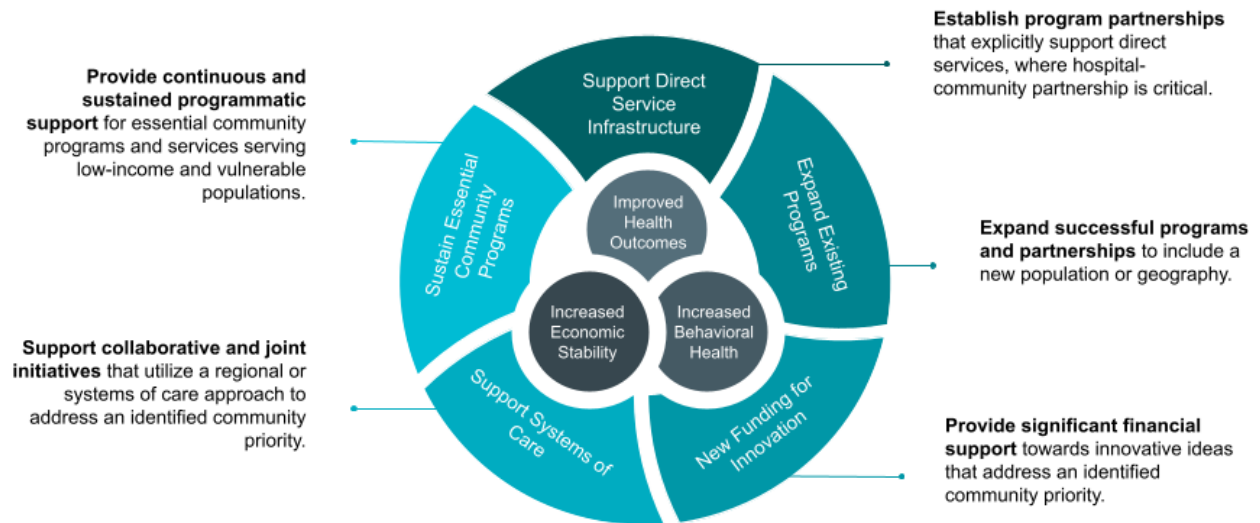 Provide continuous and
sustained programmatic
support for essential community
programs and services serving
low-income and vulnerable
populations.
Support collaborative and joint
initiatives that utilize a regional or
systems of care approach to
address an identified community
priority.
Support Direct
Service
Infrastructure
Expand Existing
Programs
New Funding for
Innovation
Support Systems of
Care
Sustain Essential
Community
Programs
Improved
Health
Outcomes
Increased
Economic
Stability
Increased
Behavioral
Health
Establish program partnerships
that explicitly support direct
services, where hospital-
community partnership is critical.
Expand successful programs
and partnerships to include a
new population or geography.
Provide significant financial
support towards innovative ideas
that address an identified
community priority.